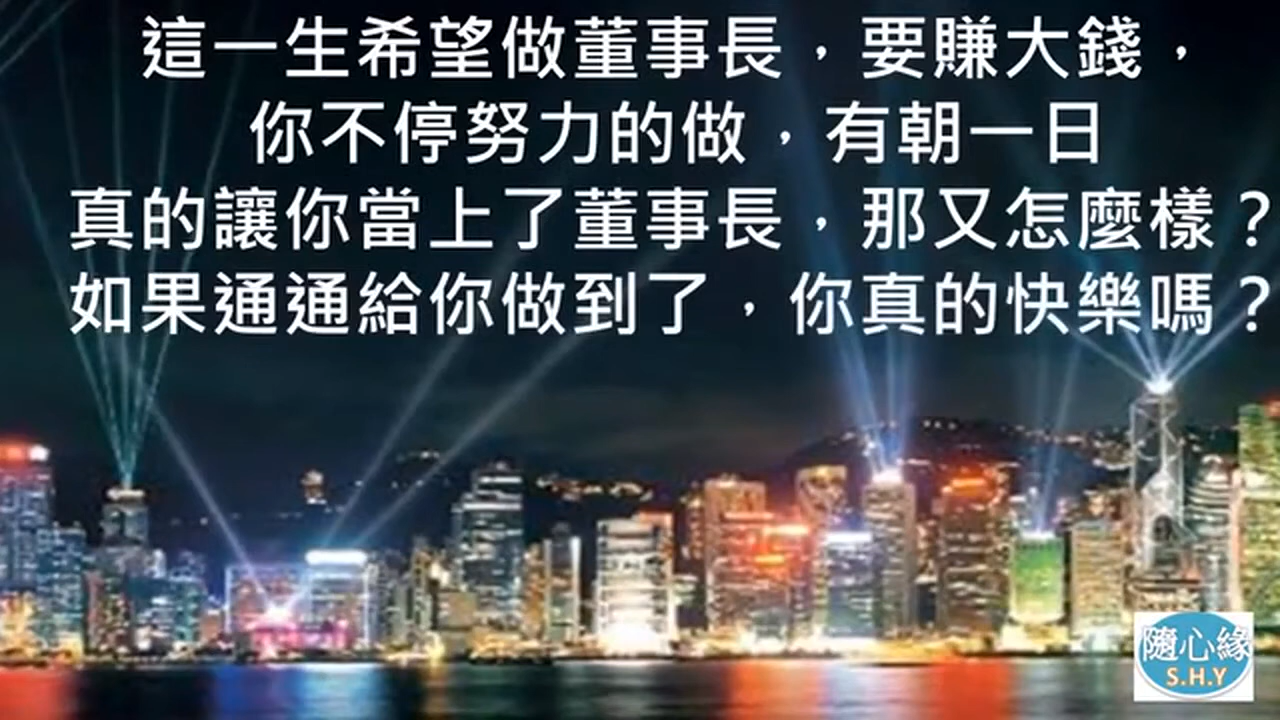 這一生希望做董事長，要賺大錢，
你不停努力的做，有朝一日
真的讓你當上了董事長，那又怎麼樣？
如果通通給你做到了，你真的快樂嗎？
隨心緣
S.H.Y